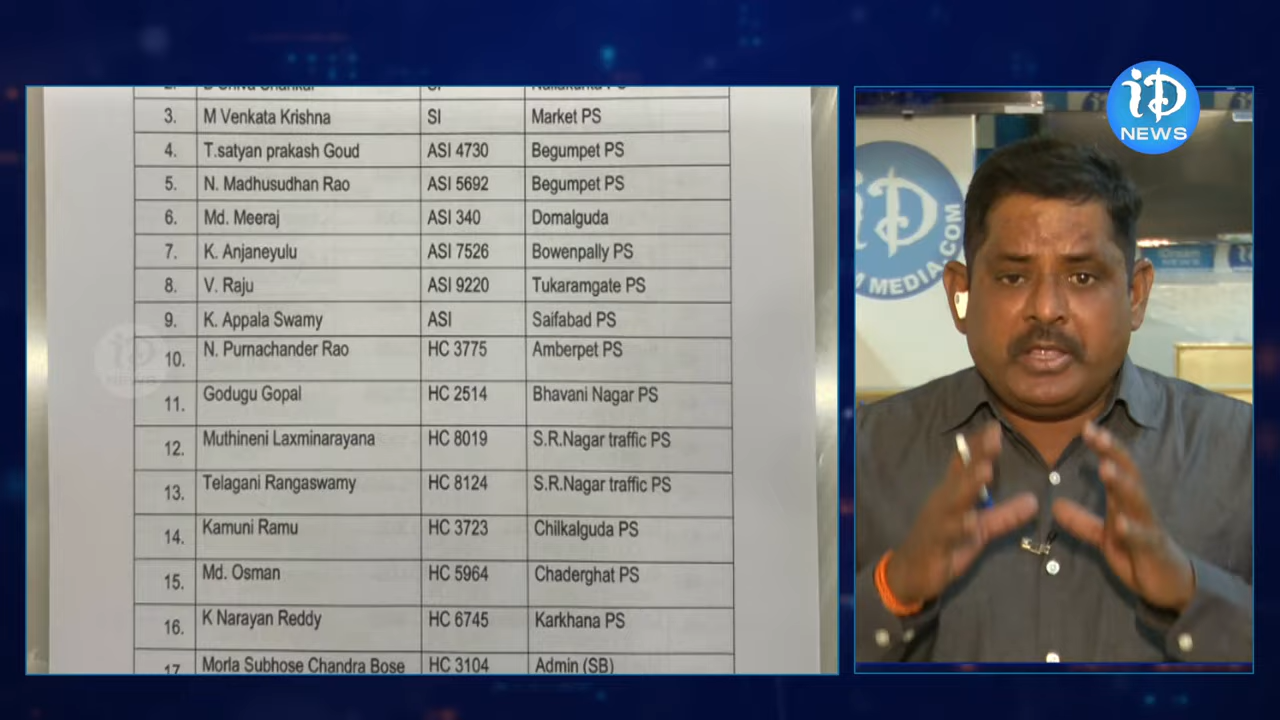 3. M Venkata Krishna SI Market PS
4. T.satyan prakash Goud ASI 4730 Begumpet PS
5. N. Madhusudhan Rao ASI 5692 Begumpet PS
6. Md. Meeraj ASI 340 Domalguda
7. K. Anjaneyulu ASI 7526 Bowenpally PS
8. V. Raju ASI 9220 Tukaramgate PS
9. K. Appala Swamy ASI Saifabad PS
10. N. Purnachander Rao HC 3775 Amberpet PS
11. Godugu Gopal HC 2514 Bhavani Nagar PS
12. Muthineni Laxminarayana HC 8019 S.R.Nagar traffic PS
13. Telagani Rangaswamy HC 8124 S.R.Nagar traffic PS
14. Kamuni Ramu HC 3723 Chilkalguda PS
15. Md. Osman HC 5964 Chaderghat PS
16. K Narayan Reddy HC 6745 Karkhana PS
17 Morla Subhose Chandra Bose HC 3104 Admin (SB)
iD
NEWS
iD
NEWS
iD
MEDIA.COM